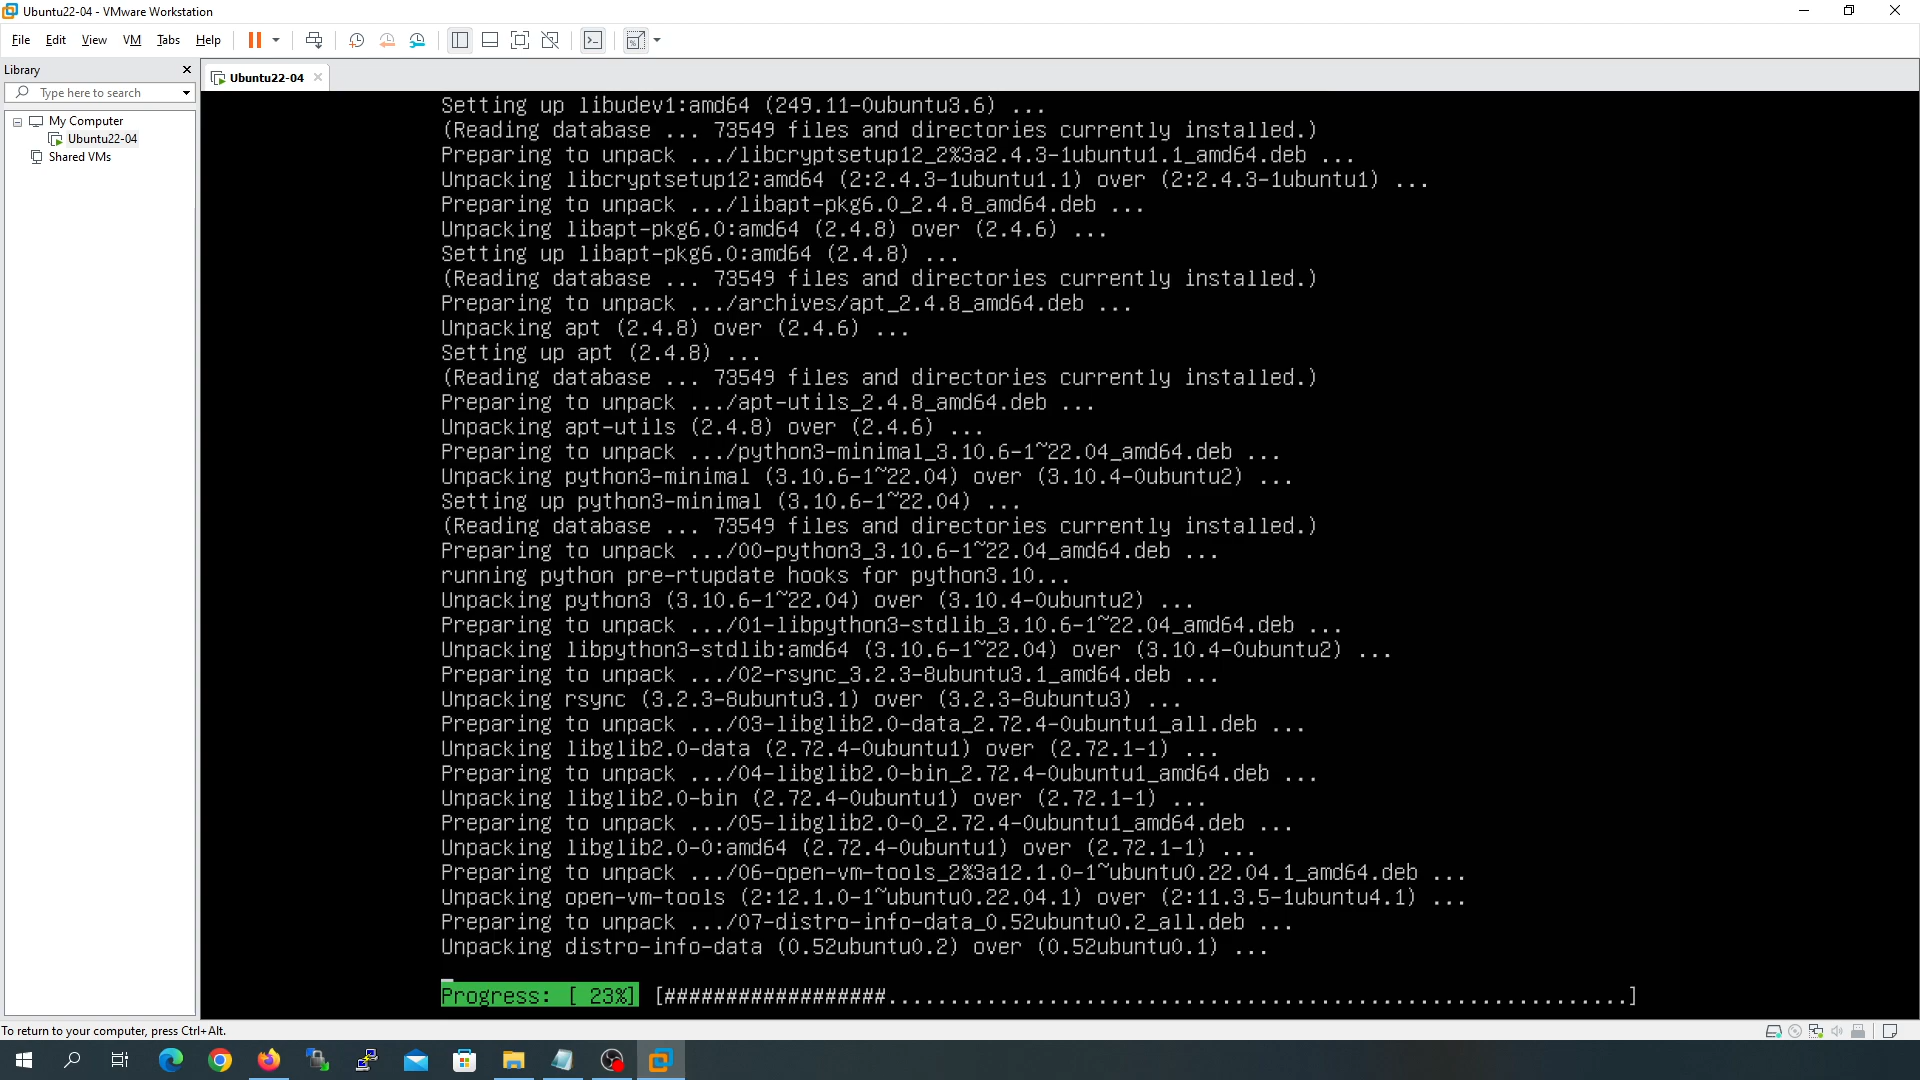 Ubuntu22-04 - VMware Workstation
File Edit View VM Tabs Help
Library
Ubuntu22-04
Type here to search
My Computer
Ubuntu22-04
Shared VMs
Setting up libudev1:amd64 (249.11-0ubuntu3.6) ...
(Reading database ... 73549 files and directories currently installed.)
Preparing to unpack .../libcryptsetup12_2%3a2.4.3-1ubuntu1.1_amd64.deb ...
Unpacking libcryptsetup12:amd64 (2:2.4.3-1ubuntu1.1) over (2:2.4.3-1ubuntu1) ...
Preparing to unpack .../libapt-pkg6.0_2.4.8_amd64.deb ...
Unpacking libapt-pkg6.0:amd64 (2.4.8) over (2.4.6) ...
Setting up libapt-pkg6.0:amd64 (2.4.8) ...
(Reading database ... 73549 files and directories currently installed.)
Preparing to unpack .../archives/apt_2.4.8_amd64.deb ...
Unpacking apt (2.4.8) over (2.4.6) ...
Setting up apt (2.4.8) ...
(Reading database ... 73549 files and directories currently installed.)
Preparing to unpack .../apt-utils_2.4.8_amd64.deb ...
Unpacking apt-utils (2.4.8) over (2.4.6) ...
Preparing to unpack .../python3-minimal_3.10.6-1~22.04_amd64.deb ...
Unpacking python3-minimal (3.10.6-1~22.04) over (3.10.4-0ubuntu2) ...
Setting up python3-minimal (3.10.6-1~22.04) ...
(Reading database ... 73549 files and directories currently installed.)
Preparing to unpack .../00-python3_3.10.6-1~22.04_amd64.deb ...
running python pre-rtupdate hooks for python3.10...
Unpacking python3 (3.10.6-1~22.04) over (3.10.4-0ubuntu2) ...
Preparing to unpack .../01-libpython3-stdlib_3.10.6-1~22.04_amd64.deb ...
Unpacking libpython3-stdlib:amd64 (3.10.6-1~22.04) over (3.10.4-0ubuntu2) ...
Preparing to unpack .../02-rsync_3.2.3-8ubuntu3.1_amd64.deb ...
Unpacking rsync (3.2.3-8ubuntu3.1) over (3.2.3-8ubuntu3) ...
Preparing to unpack .../03-libglib2.0-data_2.72.4-0ubuntu1_all.deb ...
Unpacking libglib2.0-data (2.72.4-0ubuntu1) over (2.72.1-1) ...
Preparing to unpack .../04-libglib2.0-bin_2.72.4-0ubuntu1_amd64.deb ...
Unpacking libglib2.0-bin (2.72.4-0ubuntu1) over (2.72.1-1) ...
Preparing to unpack .../05-libglib2.0-0_2.72.4-0ubuntu1_amd64.deb ...
Unpacking libglib2.0-0:amd64 (2.72.4-0ubuntu1) over (2.72.1-1) ...
Preparing to unpack .../06-open-vm-tools_2%3a12.1.0-1~ubuntu0.22.04.1_amd64.deb ...
Unpacking open-vm-tools (2:12.1.0-1~ubuntu0.22.04.1) over (2:11.3.5-1ubuntu4.1) ...
Preparing to unpack .../07-distro-info-data_0.52ubuntu0.2_all.deb ...
Unpacking distro-info-data (0.52ubuntu0.2) over (0.52ubuntu0.1) ...
Progress: [ 23%] [##################............................................................]
To return to your computer, press Ctrl+Alt.